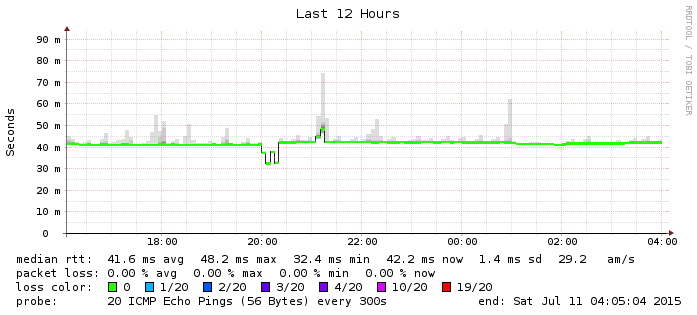 Last 12 Hours
RRDTOOL / TOBI OETIKER
Seconds
90 m
80 m
70 m
60 m
50 m
40 m
30 m
20 m
10 m
0
18:00 20:00 22:00 00:00 02:00 04:00
median rtt: 41.6 ms avg 48.2 ms max 32.4 ms min 42.2 ms now 1.4 ms sd 29.2 am/s
packet loss: 0.00 % avg 0.00 % max 0.00 % min 0.00 % now
loss color: 0 1/20 2/20 3/20 4/20 10/20 19/20
probe: 20 ICMP Echo Pings (56 Bytes) every 300s end: Sat Jul 11 04:05:04 2015